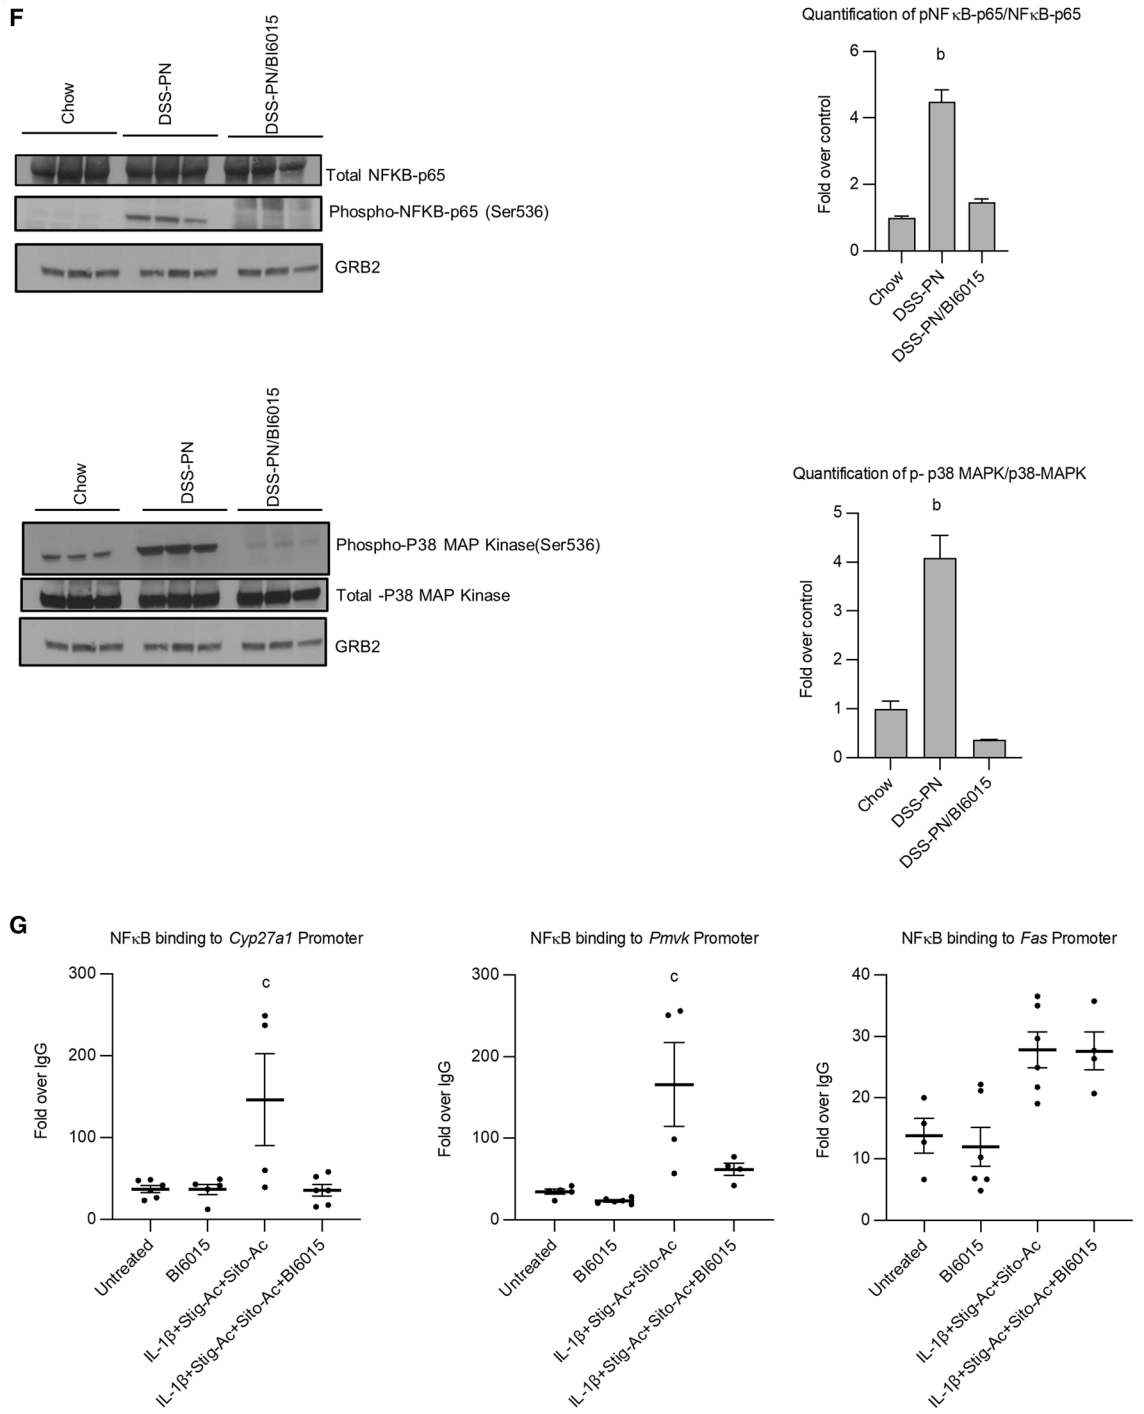 F
Chow
DSS-PN
DSS-PN/BI6015
Total NFKB-p65
Phospho-NFKB-p65 (Ser536)
GRB2
Quantification of pNFκB-p65/NFκB-p65
Fold over control
6
4
2
0
b
Chow
DSS-PN
DSS-PN/BI6015
Chow
DSS-PN
DSS-PN/BI6015
Phospho-P38 MAP Kinase(Ser536)
Total -P38 MAP Kinase
GRB2
Quantification of p- p38 MAPK/p38-MAPK
Fold over control
5
4
3
2
1
0
b
Chow
DSS-PN
DSS-PN/BI6015
G
NFκB binding to Cyp27a1 Promoter
Fold over IgG
300
200
100
0
c
Untreated
BI6015
IL-1β+Stig-Ac+Sito-Ac
IL-1β+Stig-Ac+Sito-Ac+BI6015
NFκB binding to Pmvk Promoter
Fold over IgG
300
200
100
0
c
Untreated
BI6015
IL-1β+Stig-Ac+Sito-Ac
IL-1β+Stig-Ac+Sito-Ac+BI6015
NFκB binding to Fas Promoter
Fold over IgG
40
30
20
10
0
Untreated
BI6015
IL-1β+Stig-Ac+Sito-Ac
IL-1β+Stig-Ac+Sito-Ac+BI6015